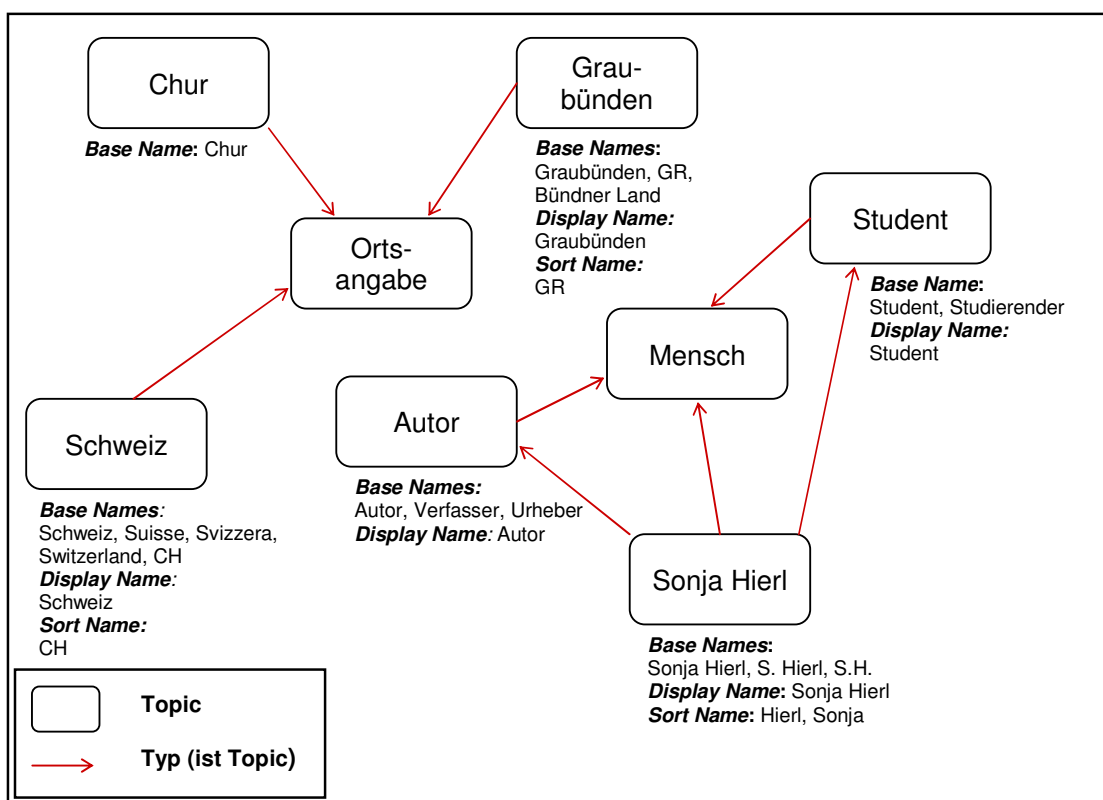 Chur
Base Name: Chur
Grau-
bünden
Base Names:
Graubünden, GR,
Bündner Land
Display Name:
Graubünden
Sort Name:
GR
Orts-
angabe
Student
Base Name:
Student, Studierender
Display Name:
Student
Mensch
Schweiz
Base Names:
Schweiz, Suisse, Svizzera,
Switzerland, CH
Display Name:
Schweiz
Sort Name:
CH
Autor
Base Names:
Autor, Verfasser, Urheber
Display Name: Autor
Sonja Hierl
Base Names:
Sonja Hierl, S. Hierl, S.H.
Display Name: Sonja Hierl
Sort Name: Hierl, Sonja
Topic
Typ (ist Topic)